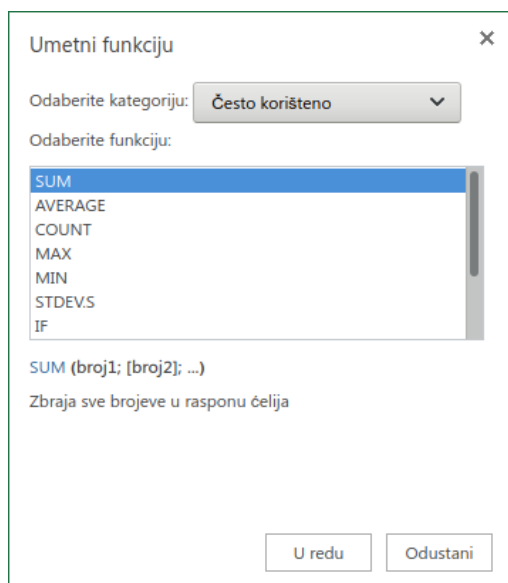 Umetni funkciju
Odaberite kategoriju: Često korišteno
Odaberite funkciju:
SUM
AVERAGE
COUNT
MAX
MIN
STDEV.S
IF
SUM (broj1; [broj2]; ...)
Zbraja sve brojeve u rasponu ćelija
U redu Odustani